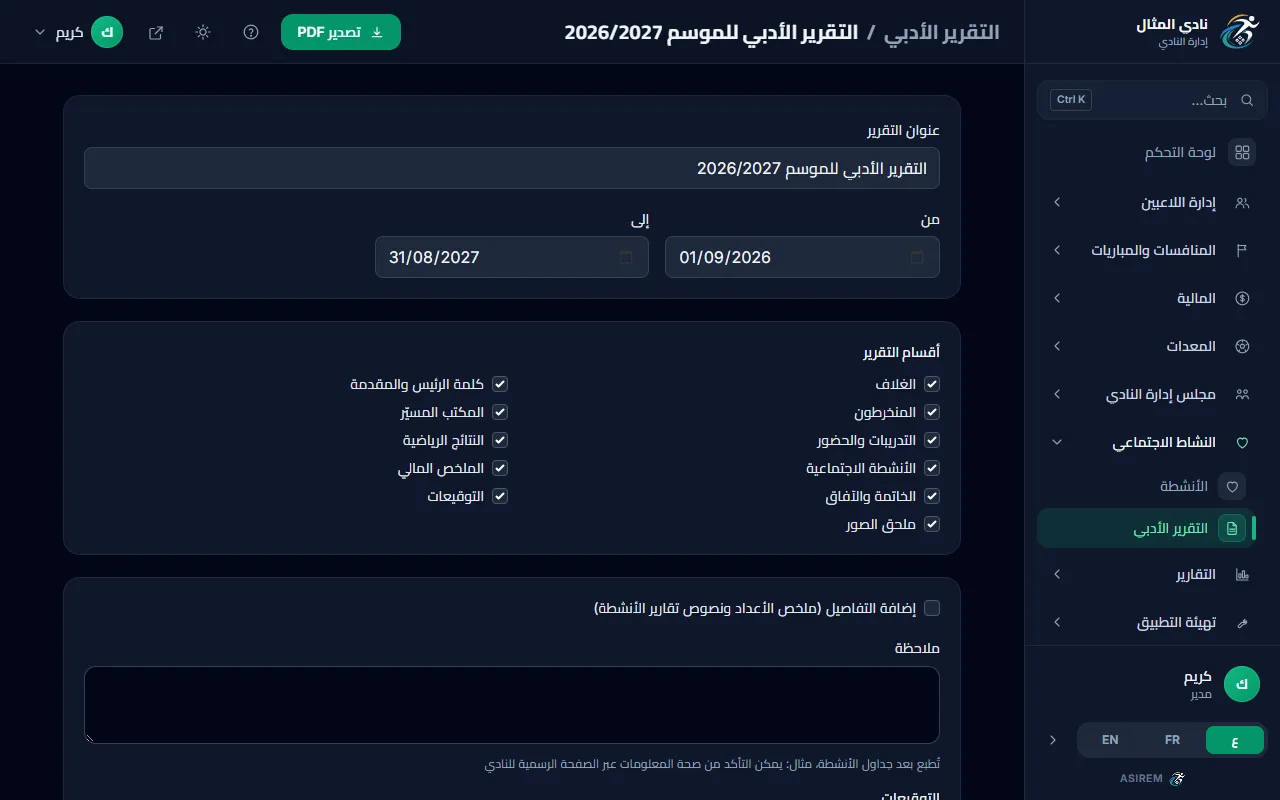 نادي المثال
إدارة النادي
بحث...
Ctrl K
لوحة التحكم
إدارة اللاعبين
المنافسات والمباريات
المالية
المعدات
مجلس إدارة النادي
النشاط الاجتماعي
الأنشطة
التقرير الأدبي
التقارير
تهيئة التطبيق
ك
كريم
مدير
ع
FR
EN
ASIREM
التقرير الأدبي / التقرير الأدبي للموسم 2026/2027
تصدير PDF
ك
كريم
عنوان التقرير
التقرير الأدبي للموسم 2026/2027
من
إلى
01/09/2026
31/08/2027
أقسام التقرير
الغلاف
كلمة الرئيس والمقدمة
المنخرطون
المكتب المسيّر
التدريبات والحضور
النتائج الرياضية
الأنشطة الاجتماعية
الملخص المالي
الخاتمة والآفاق
التوقيعات
ملحق الصور
إضافة التفاصيل (ملخص الأعداد ونصوص تقارير الأنشطة)
ملاحظة
تُطبع بعد جداول الأنشطة، مثال: يمكن التأكد من صحة المعلومات عبر الصفحة الرسمية للنادي
التوقيعات